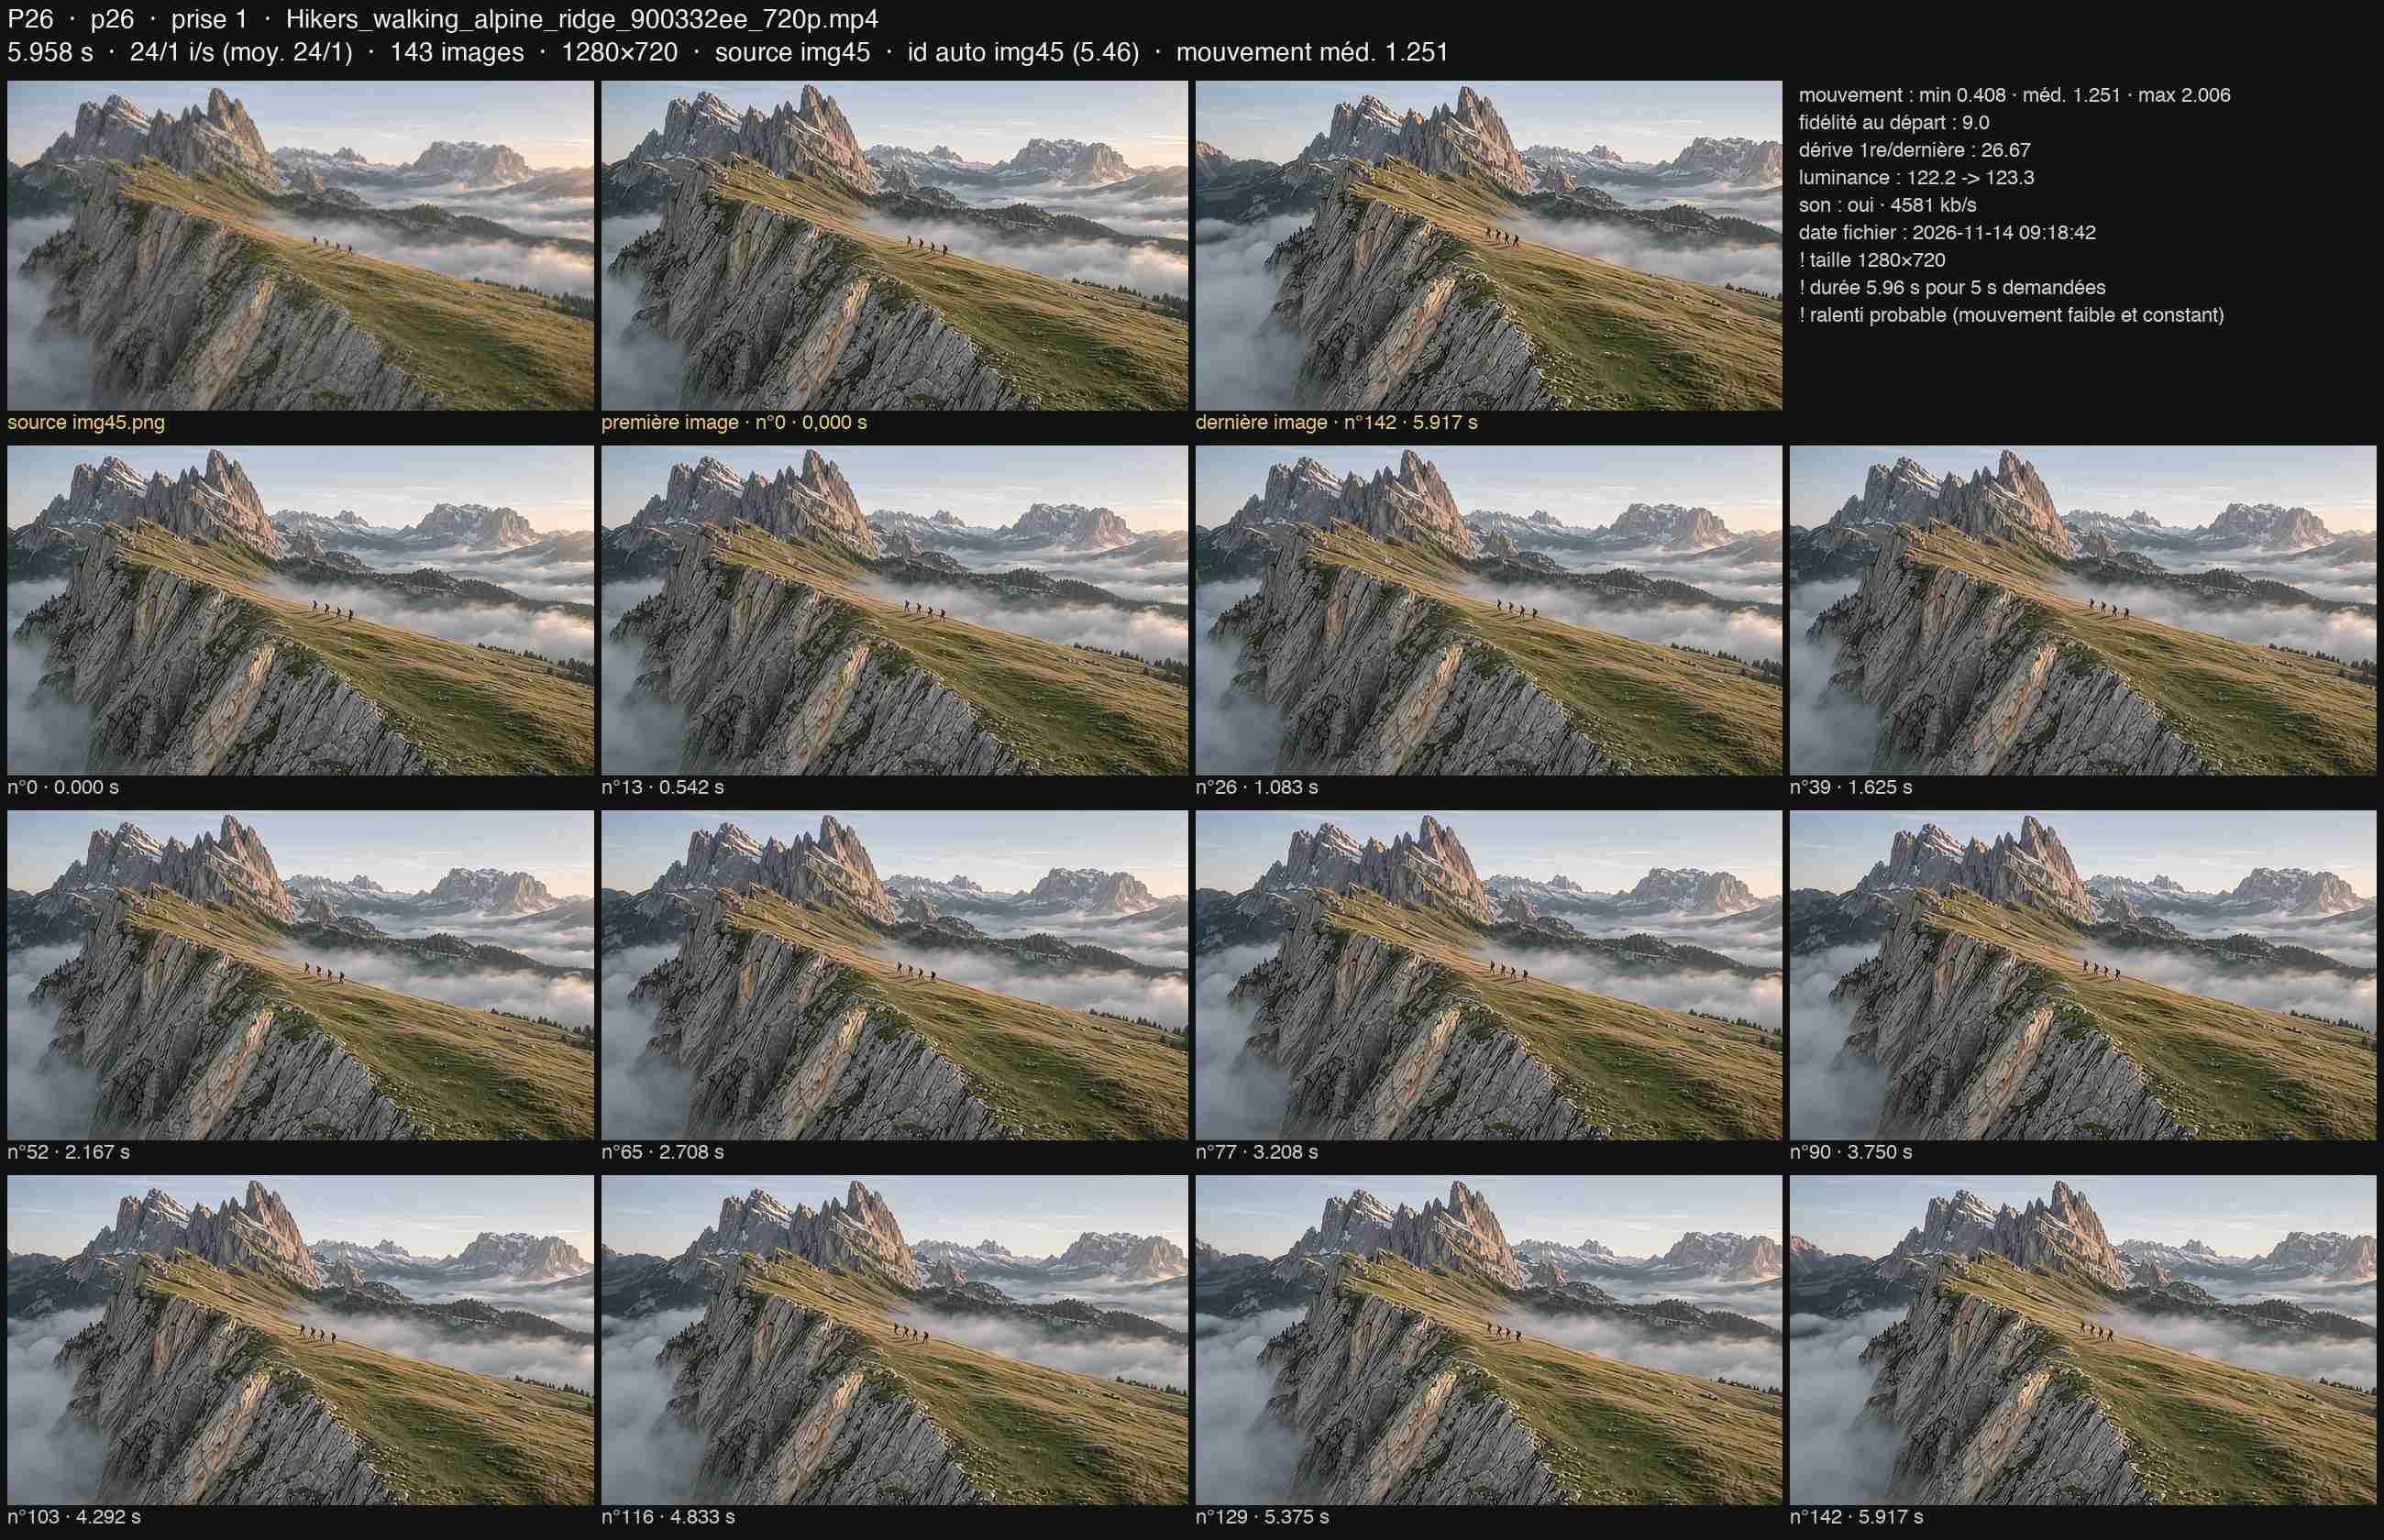 P26 · p26 · prise 1 · Hikers_walking_alpine_ridge_900332ee_720p.mp4
5.958 s · 24/1 i/s (moy. 24/1) · 143 images · 1280×720 · source img45 · id auto img45 (5.46) · mouvement méd. 1.251
mouvement : min 0.408 · méd. 1.251 · max 2.006
fidélité au départ : 9.0
dérive 1re/dernière : 26.67
luminance : 122.2 -> 123.3
son : oui · 4581 kb/s
date fichier : 2026-11-14 09:18:42
! taille 1280×720
! durée 5.96 s pour 5 s demandées
! ralenti probable (mouvement faible et constant)
source img45.png
première image · n°0 · 0,000 s
dernière image · n°142 · 5.917 s
n°0 · 0.000 s
n°13 · 0.542 s
n°26 · 1.083 s
n°39 · 1.625 s
n°52 · 2.167 s
n°65 · 2.708 s
n°77 · 3.208 s
n°90 · 3.750 s
n°103 · 4.292 s
n°116 · 4.833 s
n°129 · 5.375 s
n°142 · 5.917 s